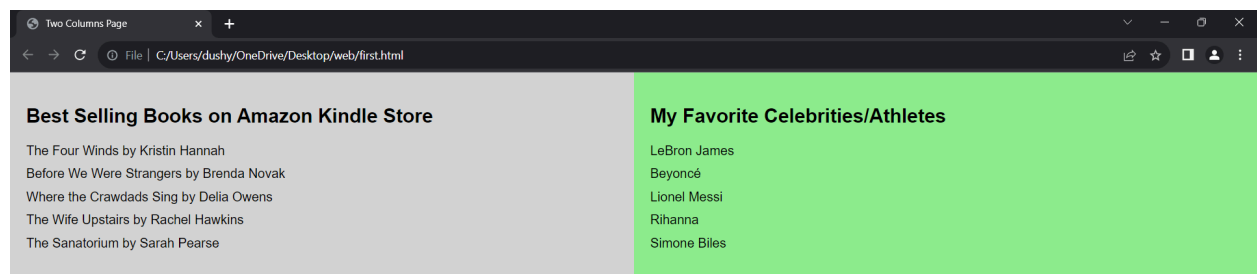 Two Columns Page
File | C:/Users/dushy/OneDrive/Desktop/web/first.html
Best Selling Books on Amazon Kindle Store
The Four Winds by Kristin Hannah
Before We Were Strangers by Brenda Novak
Where the Crawdads Sing by Delia Owens
The Wife Upstairs by Rachel Hawkins
The Sanatorium by Sarah Pearse
My Favorite Celebrities/Athletes
LeBron James
Beyoncé
Lionel Messi
Rihanna
Simone Biles